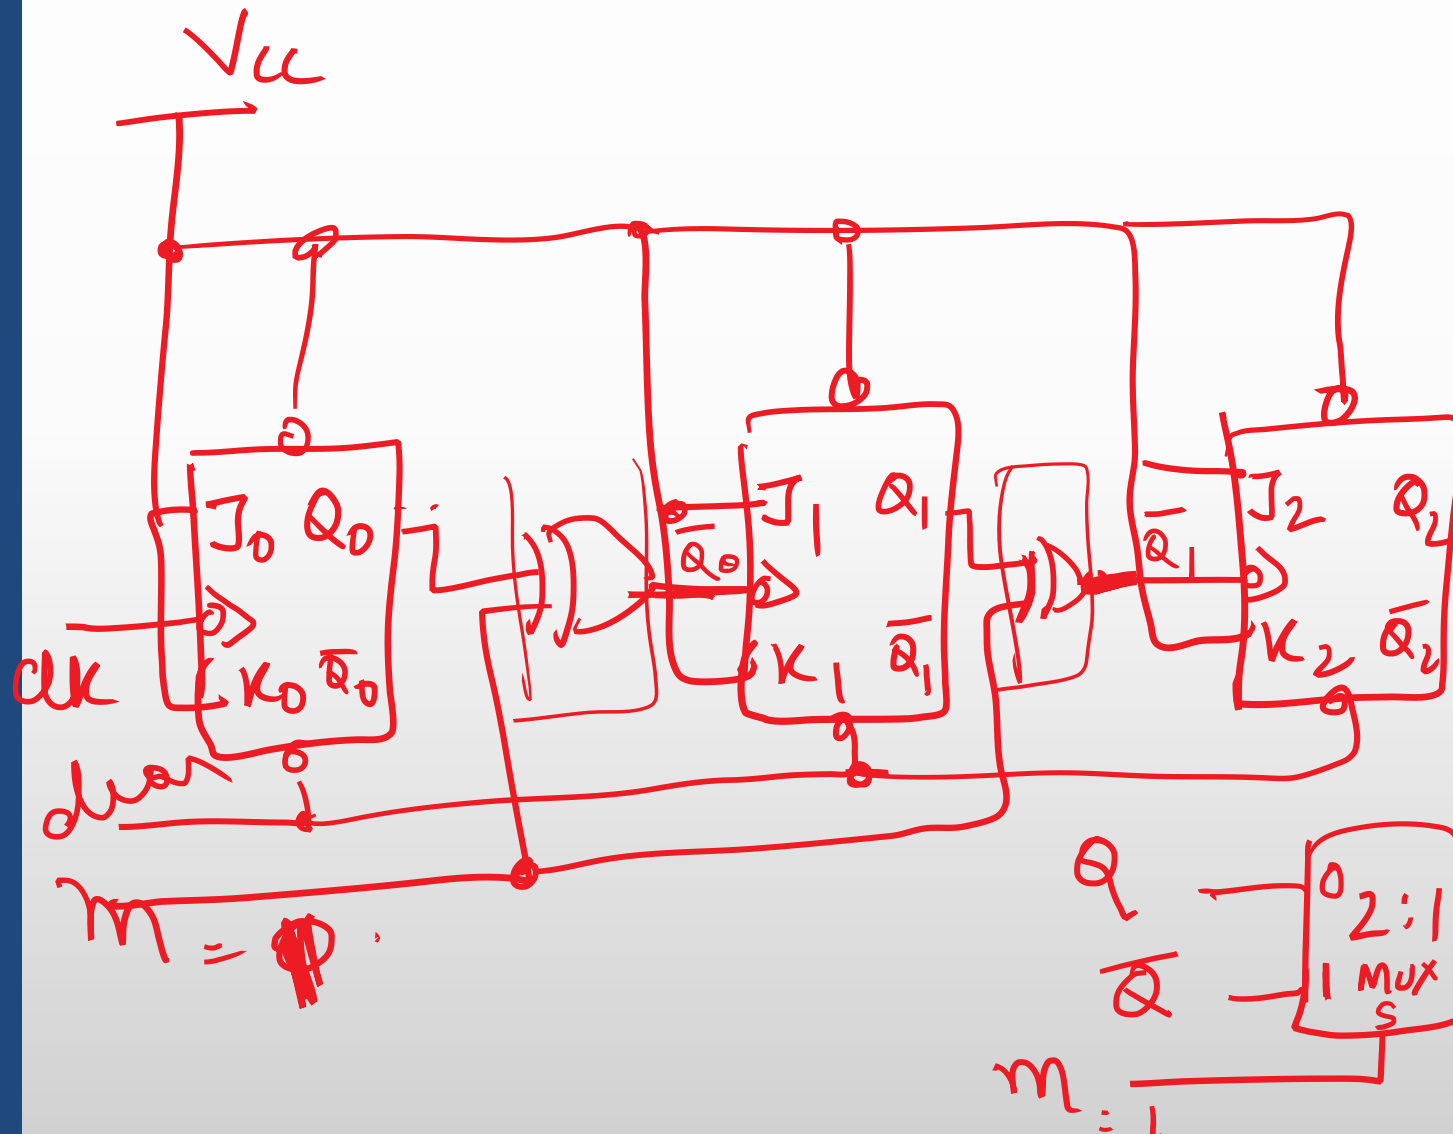 Vcc
J0 Q0
Q̅0
J1 Q1
Q̅1
J2 Q2
clk
K0 Q̅0
K1 Q̅1
K2 Q̅2
clear
m =
Q
0 2:1
Q̅
1 MUX
S
m = 1